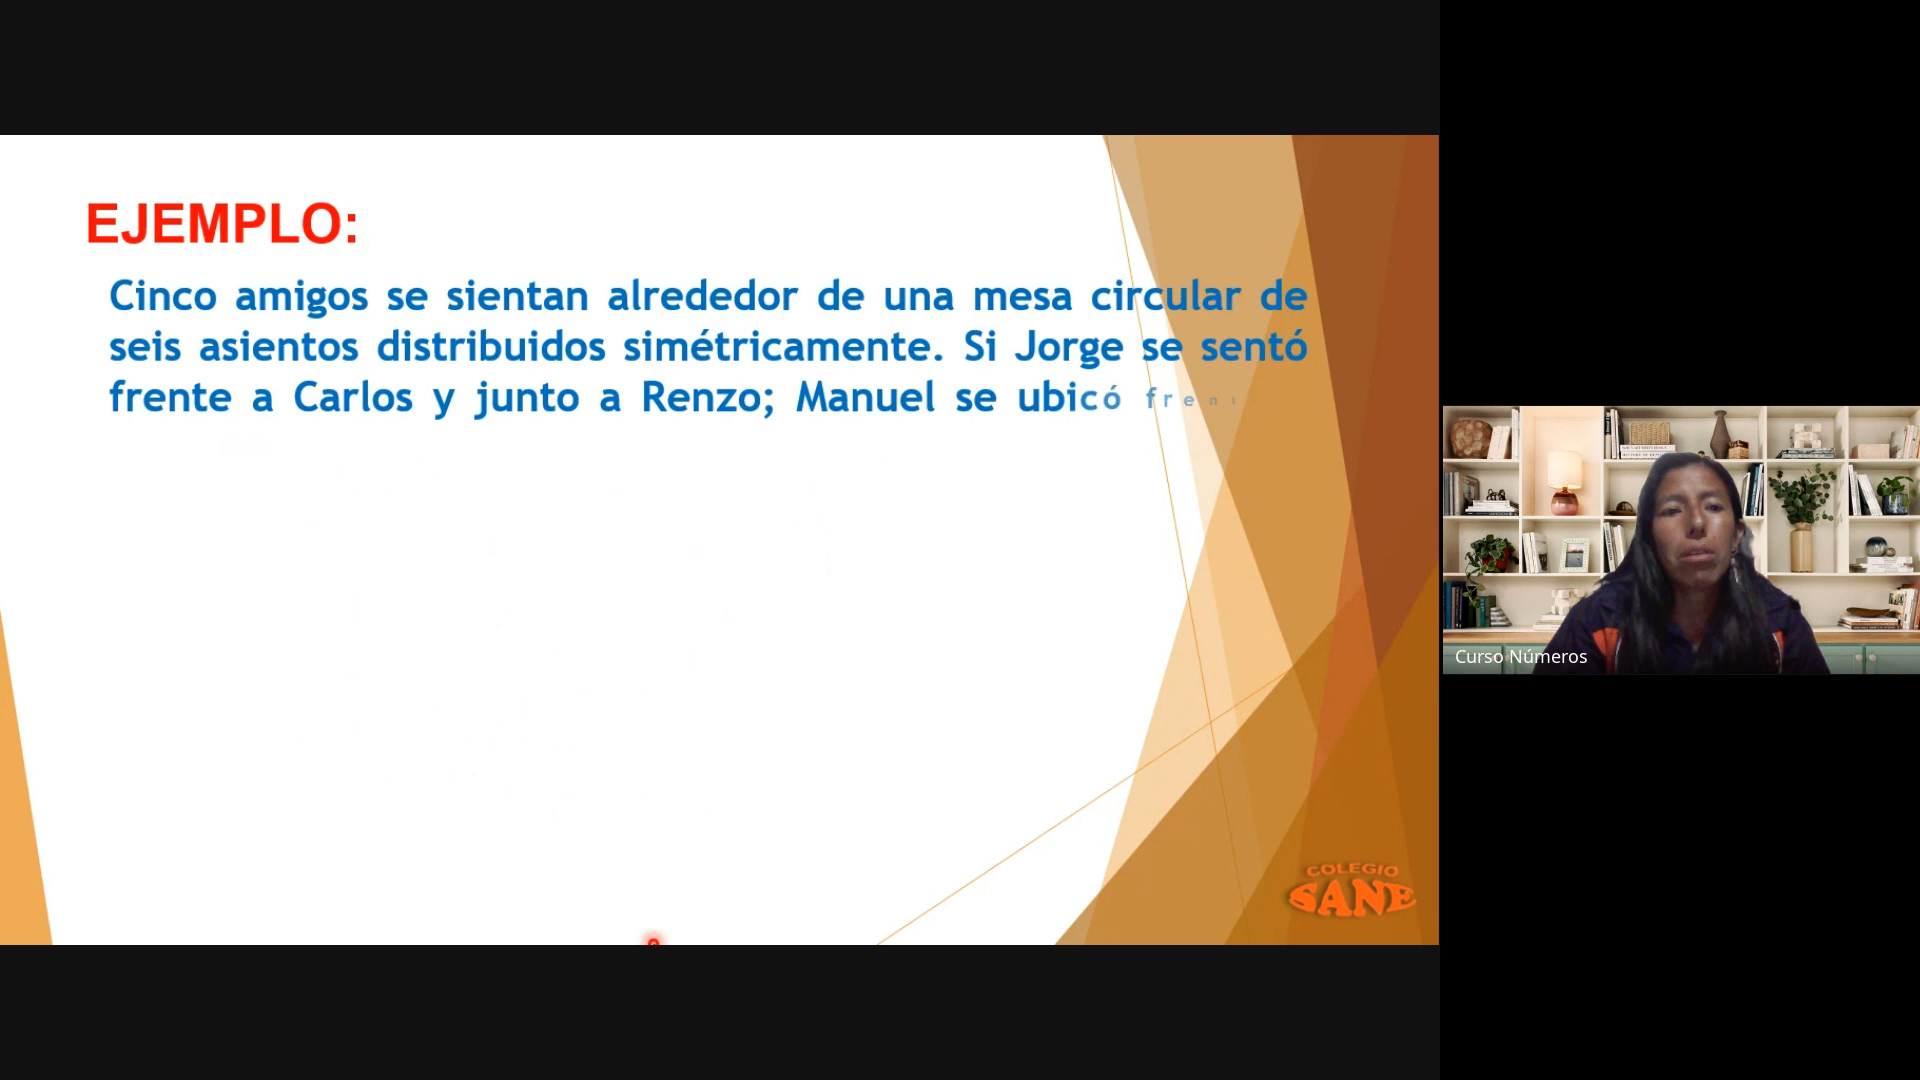 EJEMPLO:
Cinco amigos se sientan alrededor de una mesa circular de
seis asientos distribuidos simétricamente. Si Jorge se sentó
frente a Carlos y junto a Renzo; Manuel se ubicó
COLEGIO
SANE
Curso Números